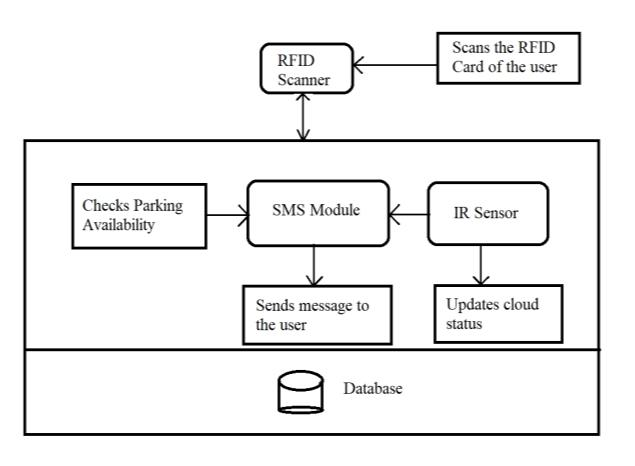 RFID
Scanner
Scans the RFID
Card of the user
Checks Parking
Availability
SMS Module
IR Sensor
Sends message to
the user
Updates cloud
status
Database